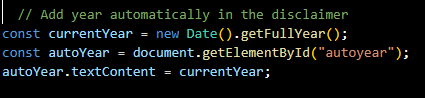 // Add year automatically in the disclaimer
const currentYear = new Date().getFullYear();
const autoYear = document.getElementById("autoyear");
autoYear.textContent = currentYear;